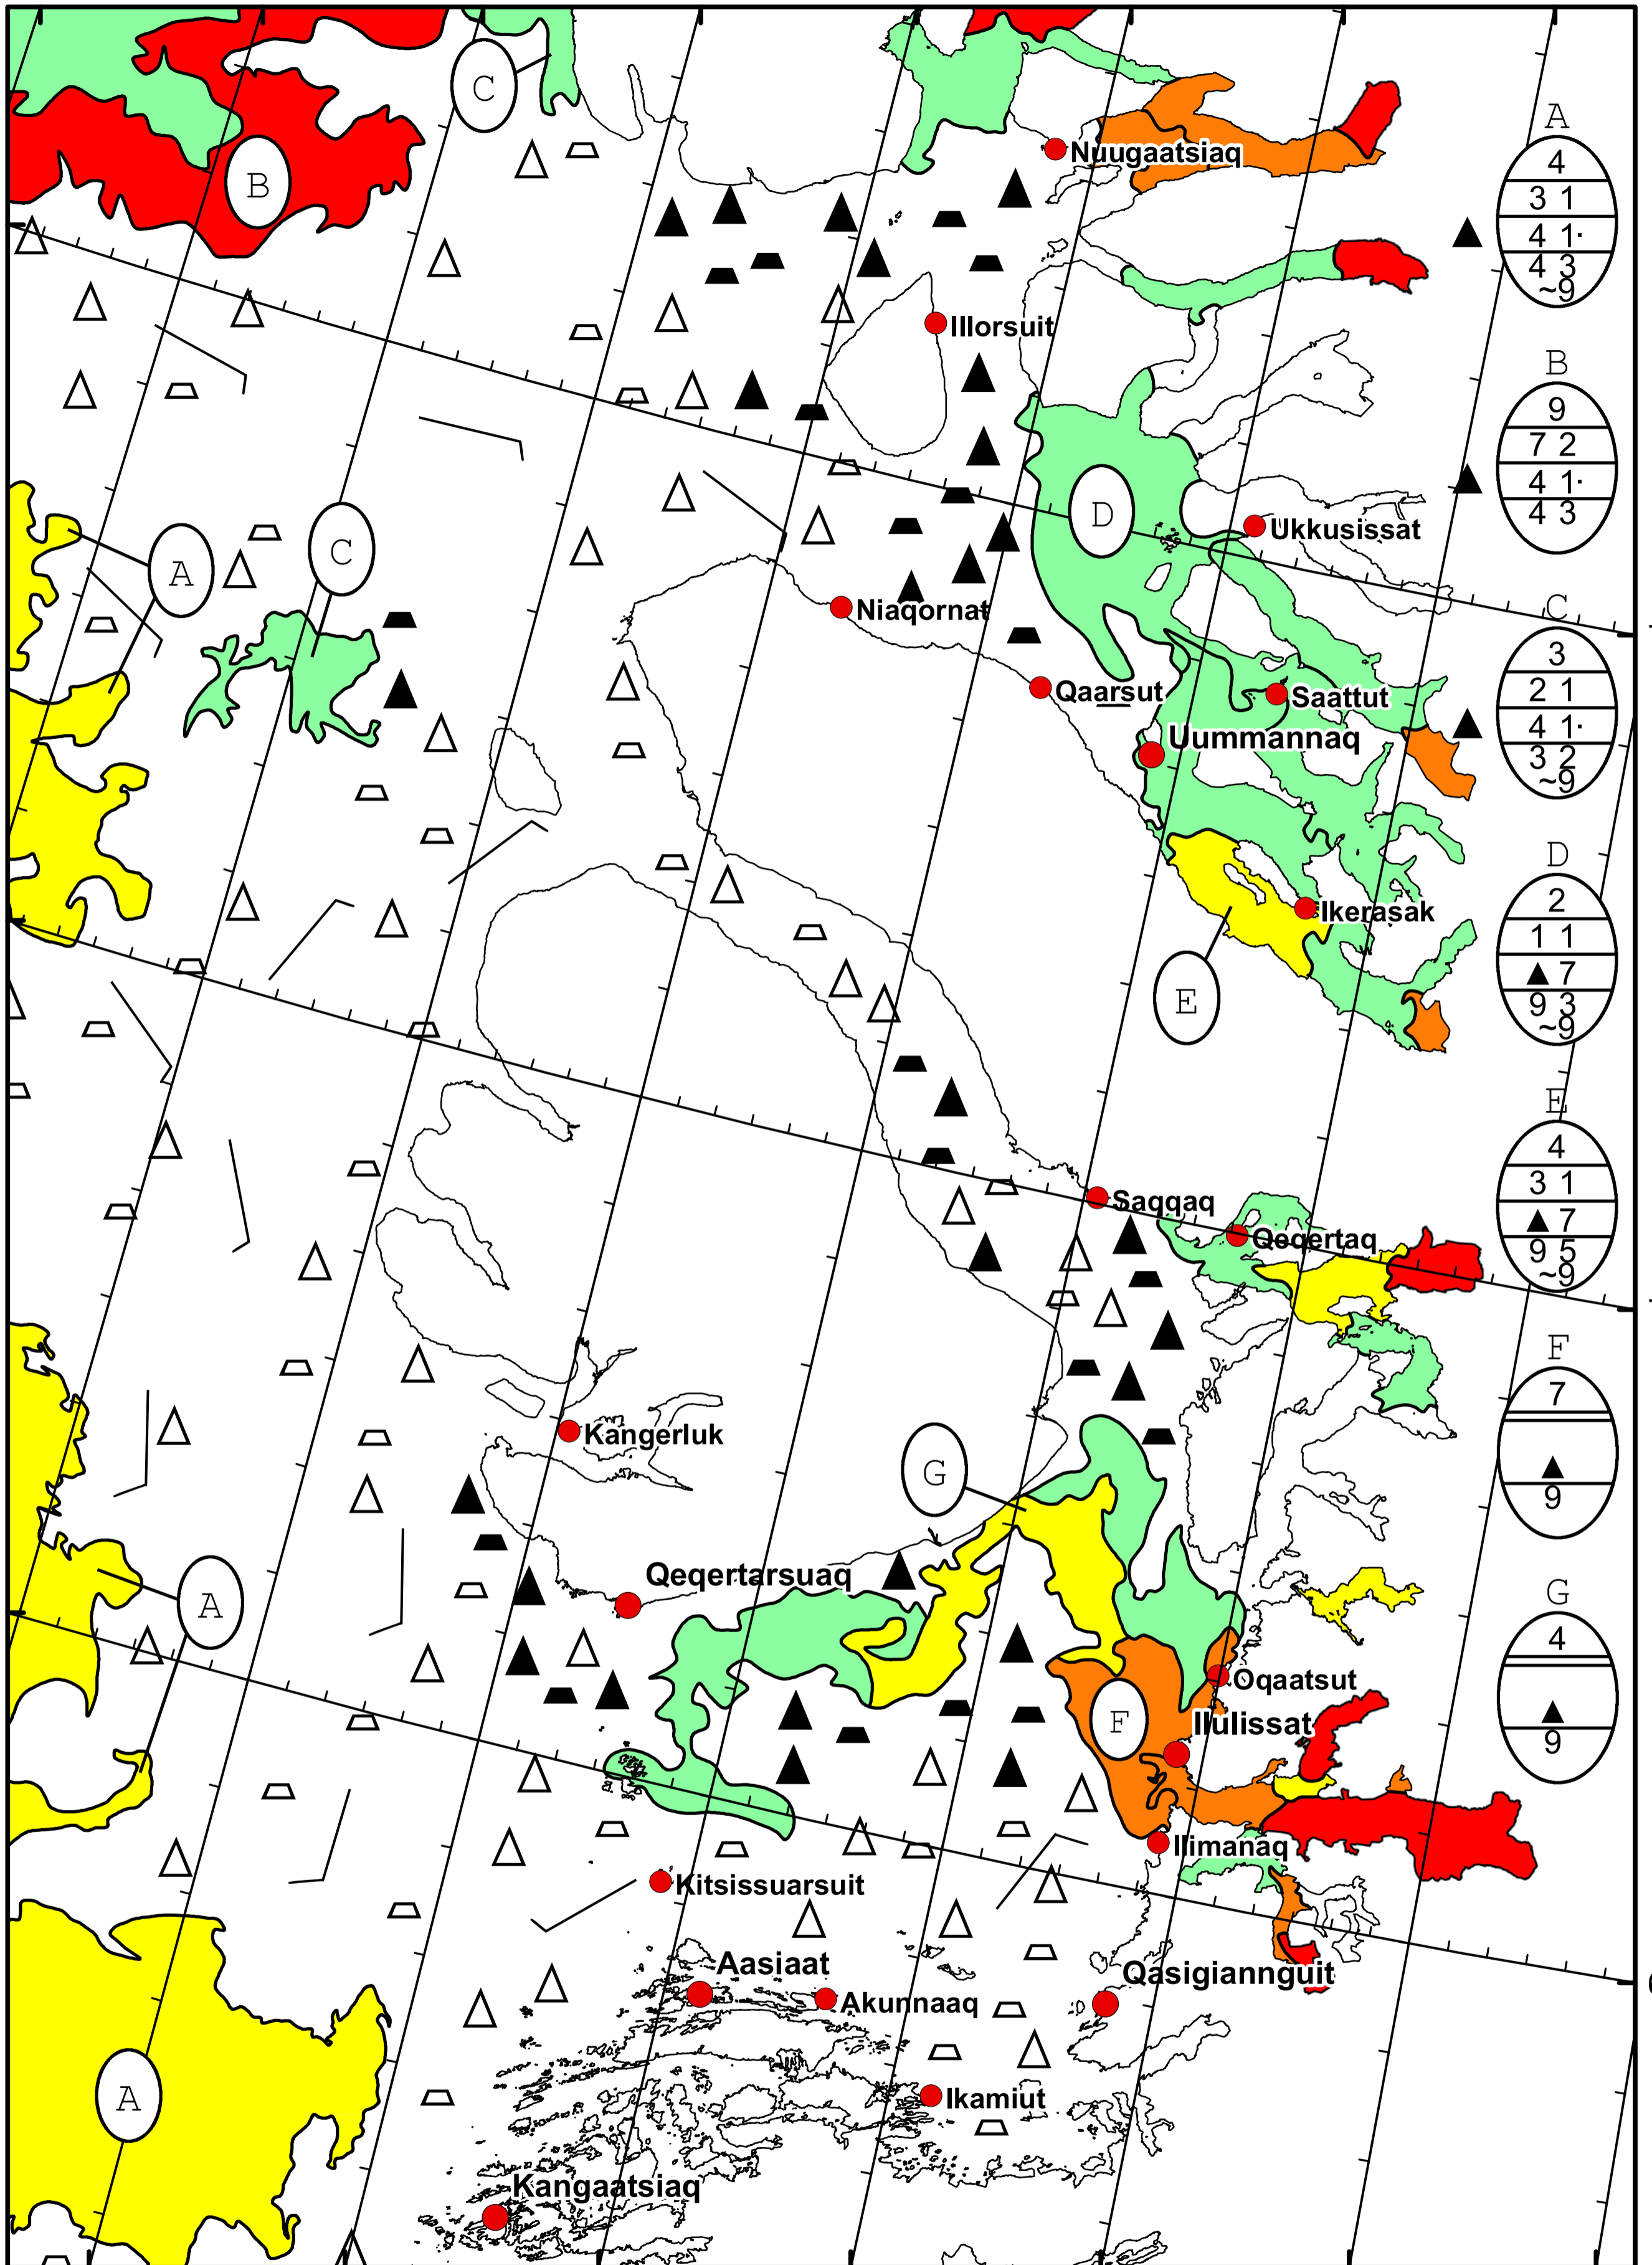 C
B
Nuugaatsiaq
A
4
3 1
4 1·
4 3
~9
Illorsuit
B
9
7 2
4 1·
4 3
D
Ukkusissat
A
C
Niaqornat
C
3
2 1
4 1·
3 2
~9
Qaarsut
Saattut
Uummannaq
D
2
1 1
▲ 7
9 3
~9
Ikerasak
E
E
4
3 1
▲ 7
9 5
~9
Saqqaq
Qeqertaq
F
7
▲
9
Kangerluk
G
Qeqertarsuaq
A
G
4
▲
9
Oqaatsut
F
Ilulissat
Ilimanaq
Kitsissuarsuit
Aasiaat
Qasigiannguit
Akunnaaq
A
Ikamiut
Kangaatsiaq